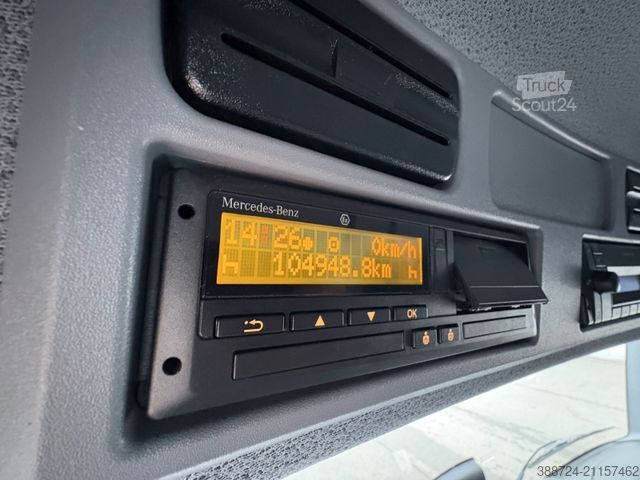 Truck
Scout24
Mercedes-Benz
14:26 0km/h
104948.8km
OK
388724-21157462